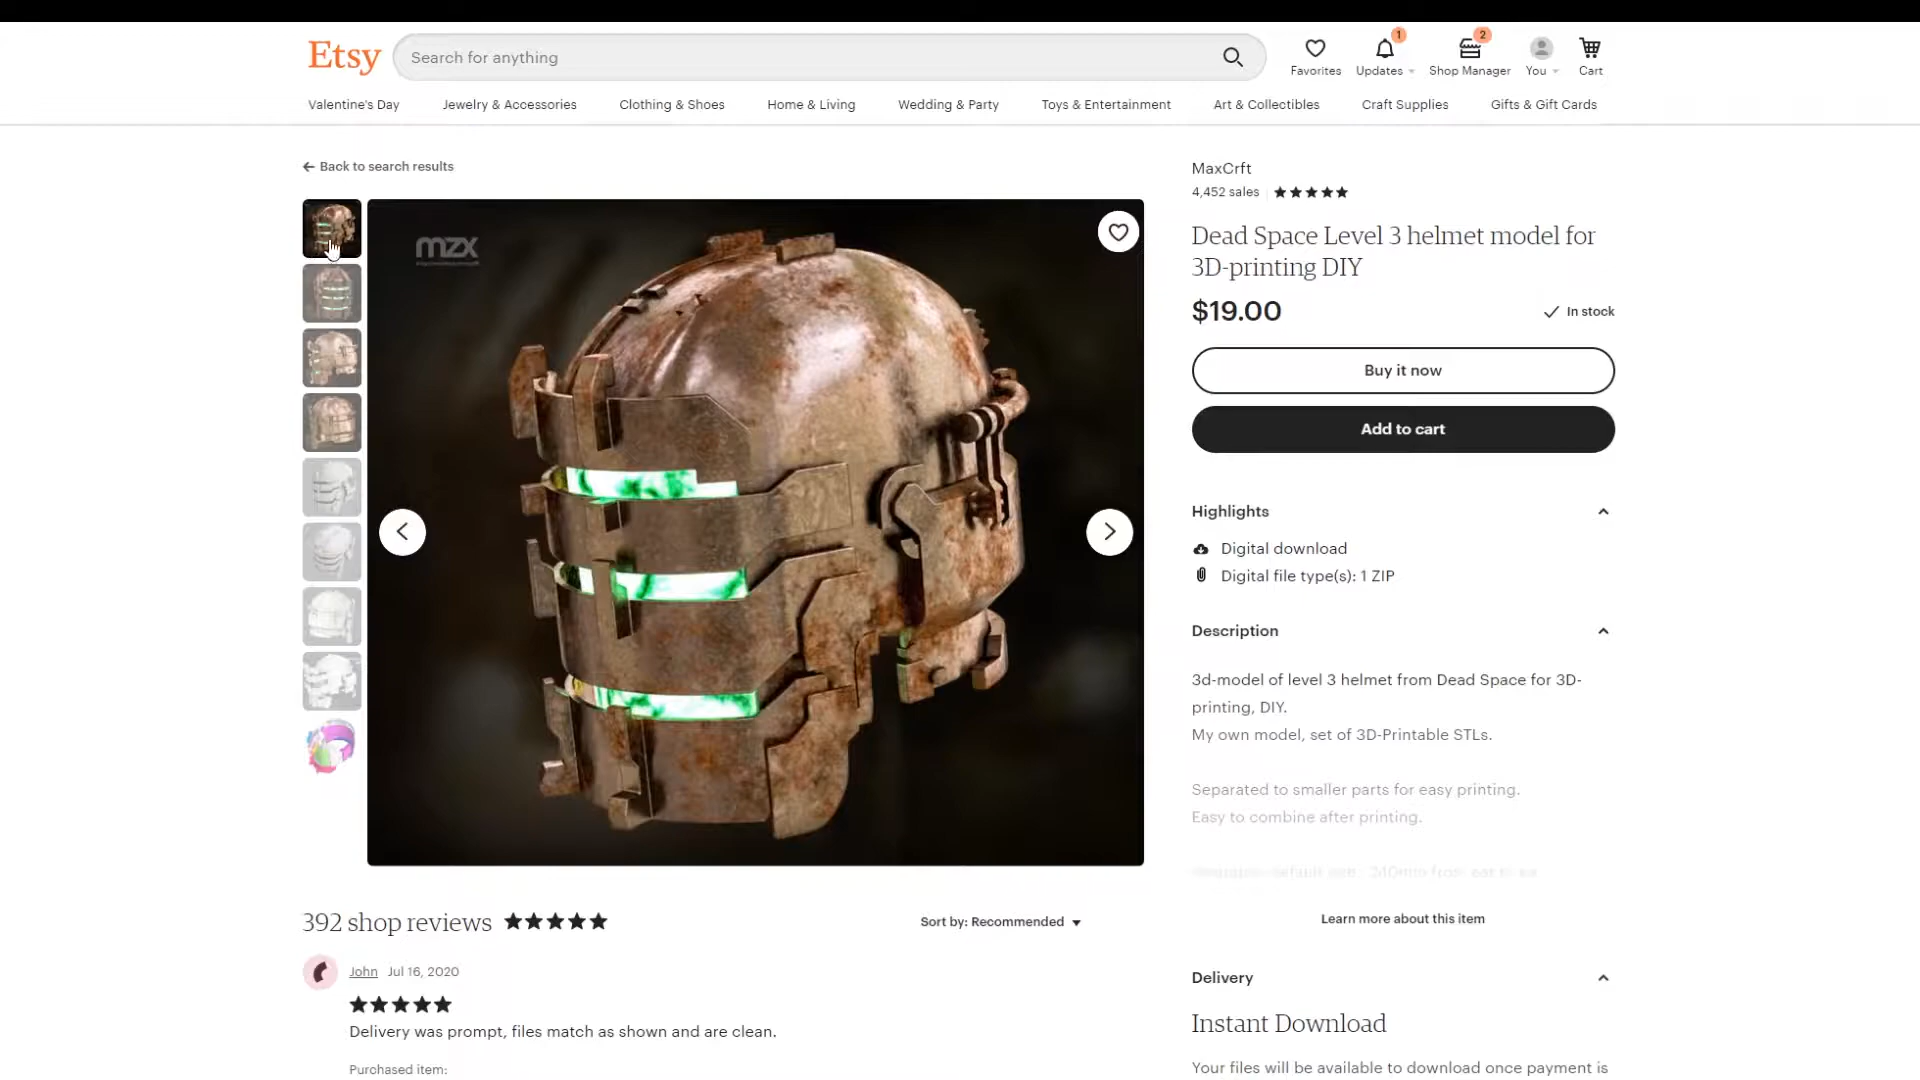 Etsy
Search for anything
Favorites
1
Updates
2
Shop Manager
You
Cart
Valentine's Day
Jewelry & Accessories
Clothing & Shoes
Home & Living
Wedding & Party
Toys & Entertainment
Art & Collectibles
Craft Supplies
Gifts & Gift Cards
Back to search results
mzx
MaxCrft
4,452 sales
Dead Space Level 3 helmet model for
3D-printing DIY
$19.00
In stock
Buy it now
Add to cart
Highlights
Digital download
Digital file type(s): 1 ZIP
Description
3d-model of level 3 helmet from Dead Space for 3D-
printing, DIY.
My own model, set of 3D-Printable STLs.
Separated to smaller parts for easy printing.
Easy to combine after printing.
Learn more about this item
392 shop reviews
Sort by: Recommended
John Jul 16, 2020
Delivery was prompt, files match as shown and are clean.
Purchased item:
Delivery
Instant Download
Your files will be available to download once payment is